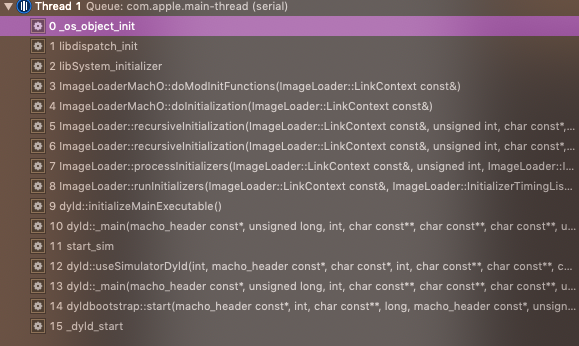 Thread 1 Queue: com.apple.main-thread (serial)
0 _os_object_init
1 libdispatch_init
2 libSystem_initializer
3 ImageLoaderMachO::doModInitFunctions(ImageLoader::LinkContext const&)
4 ImageLoaderMachO::doInitialization(ImageLoader::LinkContext const&)
5 ImageLoader::recursiveInitialization(ImageLoader::LinkContext const&, unsigned int, char const*,...
6 ImageLoader::recursiveInitialization(ImageLoader::LinkContext const&, unsigned int, char const*,...
7 ImageLoader::processInitializers(ImageLoader::LinkContext const&, unsigned int, ImageLoader::I...
8 ImageLoader::runInitializers(ImageLoader::LinkContext const&, ImageLoader::InitializerTimingLis...
9 dyld::initializeMainExecutable()
10 dyld::_main(macho_header const*, unsigned long, int, char const**, char const**, char const**, u...
11 start_sim
12 dyld::useSimulatorDyld(int, macho_header const*, char const*, int, char const**, char const**, c...
13 dyld::_main(macho_header const*, unsigned long, int, char const**, char const**, char const**, u...
14 dyldbootstrap::start(macho_header const*, int, char const**, long, macho_header const*, unsign...
15 _dyld_start